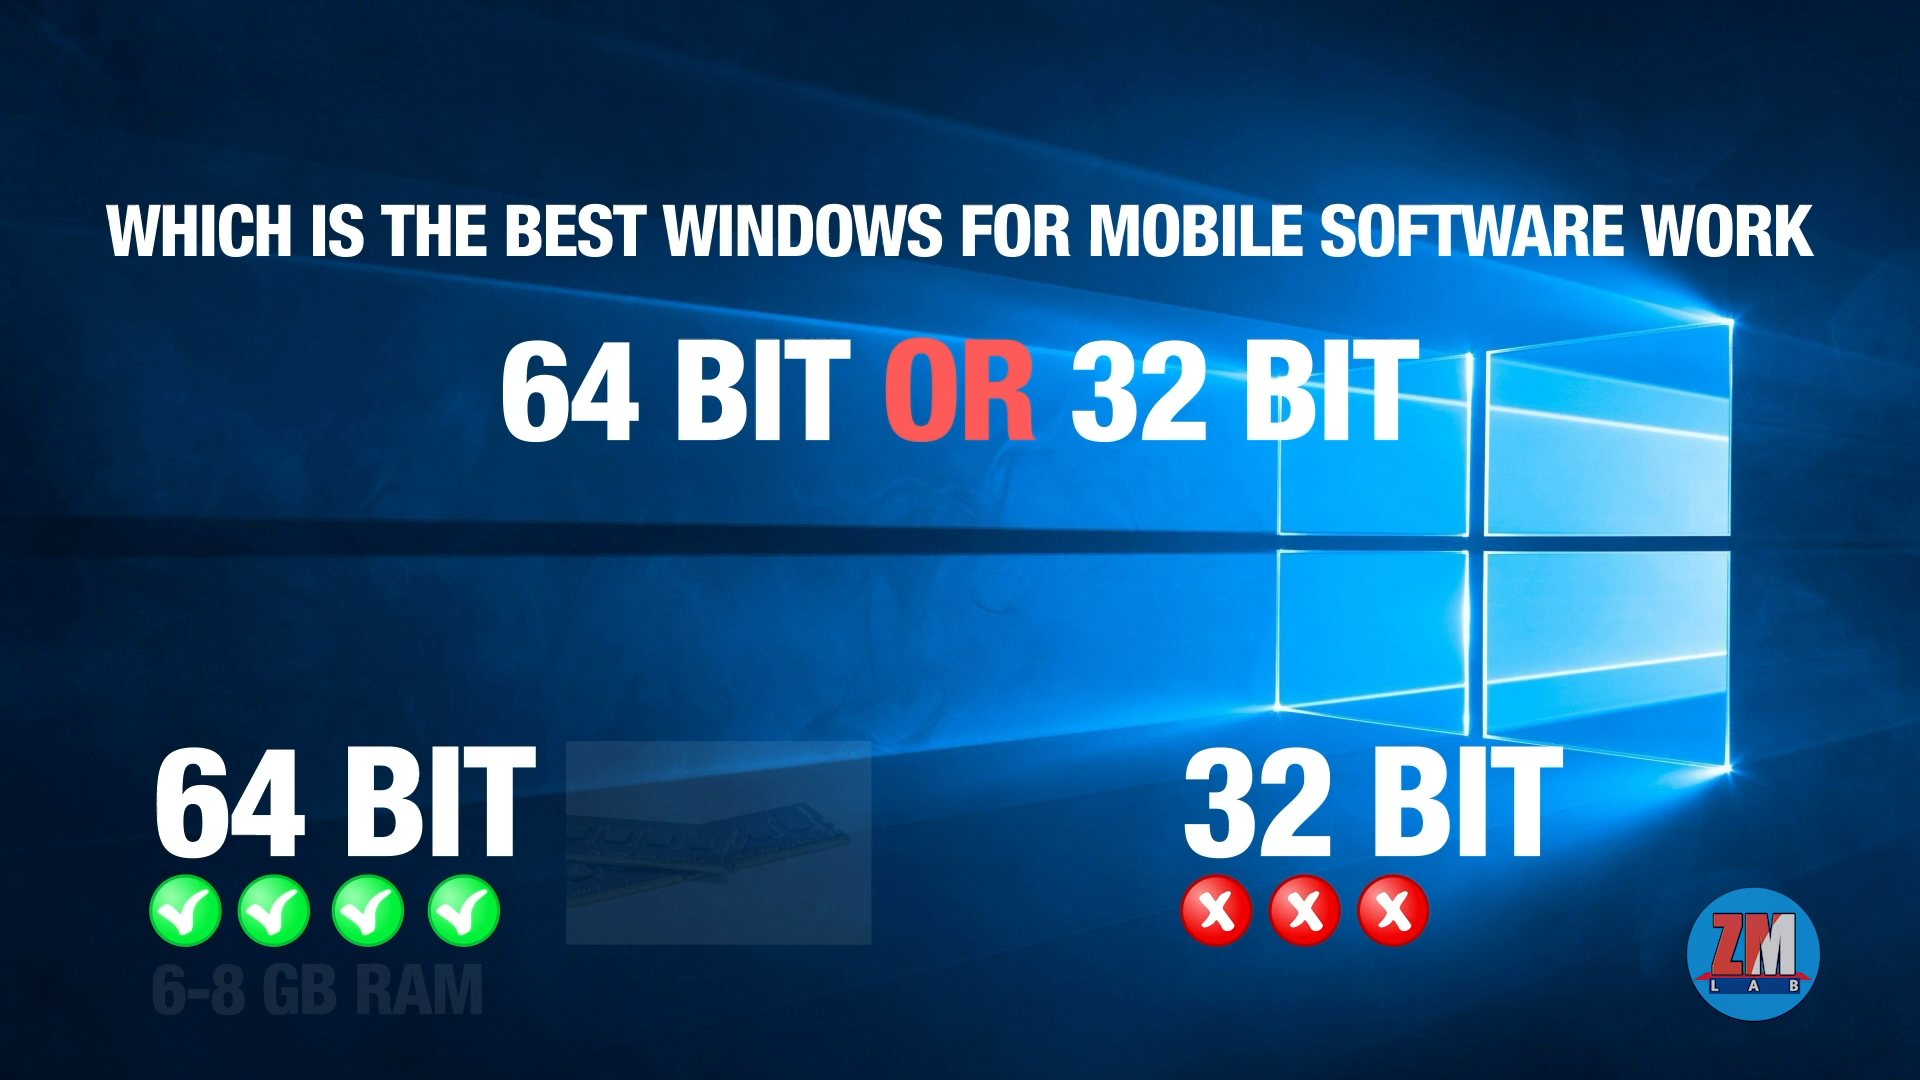 WHICH IS THE BEST WINDOWS FOR MOBILE SOFTWARE WORK
64 BIT OR 32 BIT
64 BIT
32 BIT
6-8 GB RAM
ZM
LAB